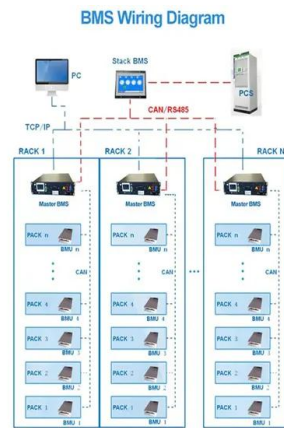 BMS Wiring Diagram
Stack BMS
PC
PCS
CAN/RS485
TCP/IP
RACK 1
RACK 2
RACK N
Master BMS
Master BMS
Master BMS
PACK n
BMU n
PACK n
BMU n
PACK n
BMU n
CAN
CAN
CAN
...
PACK 4
BMU 4
PACK 4
BMU 4
PACK 4
BMU 4
PACK 3
BMU 3
PACK 3
BMU 3
PACK 3
BMU 3
PACK 2
BMU 2
PACK 2
BMU 2
PACK 2
BMU 2
PACK 1
BMU 1
PACK 1
BMU 1
PACK 1
BMU 1